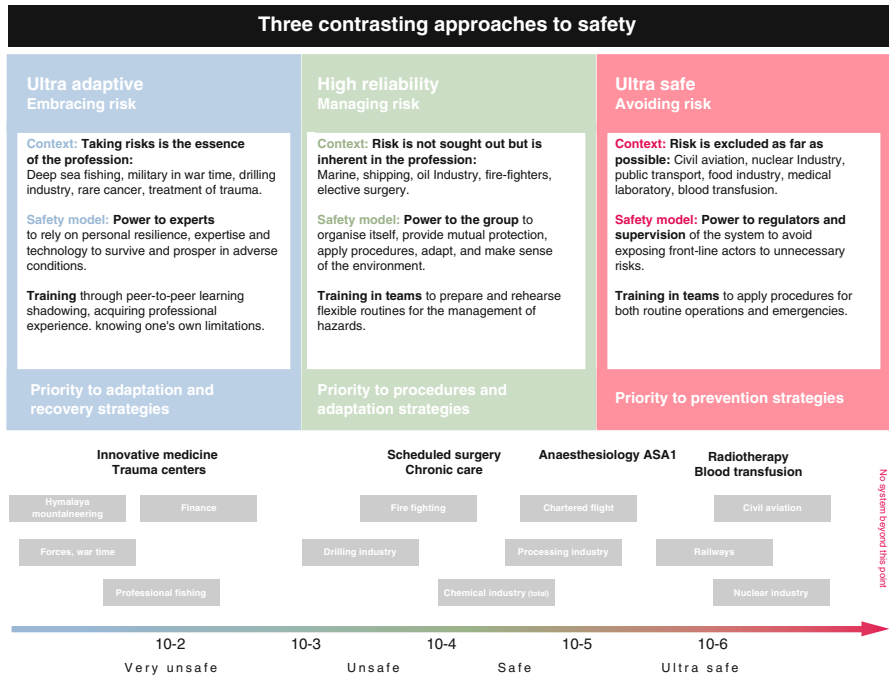 Three contrasting approaches to safety
Ultra adaptive
Embracing risk
Context: Taking risks is the essence
of the profession:
Deep sea fishing, military in war time, drilling
industry, rare cancer, treatment of trauma.
Safety model: Power to experts
to rely on personal resilience, expertise and
technology to survive and prosper in adverse
conditions.
Training through peer-to-peer learning
shadowing, acquiring professional
experience. knowing one's own limitations.
Priority to adaptation and
recovery strategies
High reliability
Managing risk
Context: Risk is not sought out but is
inherent in the profession:
Marine, shipping, oil Industry, fire-fighters,
elective surgery.
Safety model: Power to the group to
organise itself, provide mutual protection,
apply procedures, adapt, and make sense
of the environment.
Training in teams to prepare and rehearse
flexible routines for the management of
hazards.
Priority to procedures and
adaptation strategies
Ultra safe
Avoiding risk
Context: Risk is excluded as far as
possible: Civil aviation, nuclear Industry,
public transport, food industry, medical
laboratory, blood transfusion.
Safety model: Power to regulators and
supervision of the system to avoid
exposing front-line actors to unnecessary
risks.
Training in teams to apply procedures for
both routine operations and emergencies.
Priority to prevention strategies
Innovative medicine
Trauma centers
Scheduled surgery
Chronic care
Anaesthesiology ASA1
Radiotherapy
Blood transfusion
Hymalaya
mountaineering
Finance
Fire fighting
Chartered flight
Civil aviation
Forces, war time
Drilling industry
Processing industry
Railways
Professional fishing
Chemical industry (total)
Nuclear industry
No system beyond this point
10-2
10-3
10-4
10-5
10-6
Very unsafe
Unsafe
Safe
Ultra safe